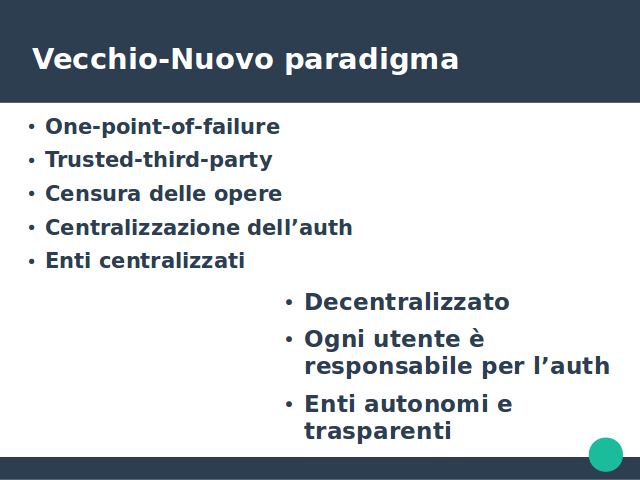 Vecchio-Nuovo paradigma
• One-point-of-failure
• Trusted-third-party
• Censura delle opere
• Centralizzazione dell’auth
• Enti centralizzati
• Decentralizzato
• Ogni utente è
responsabile per l’auth
• Enti autonomi e
trasparenti